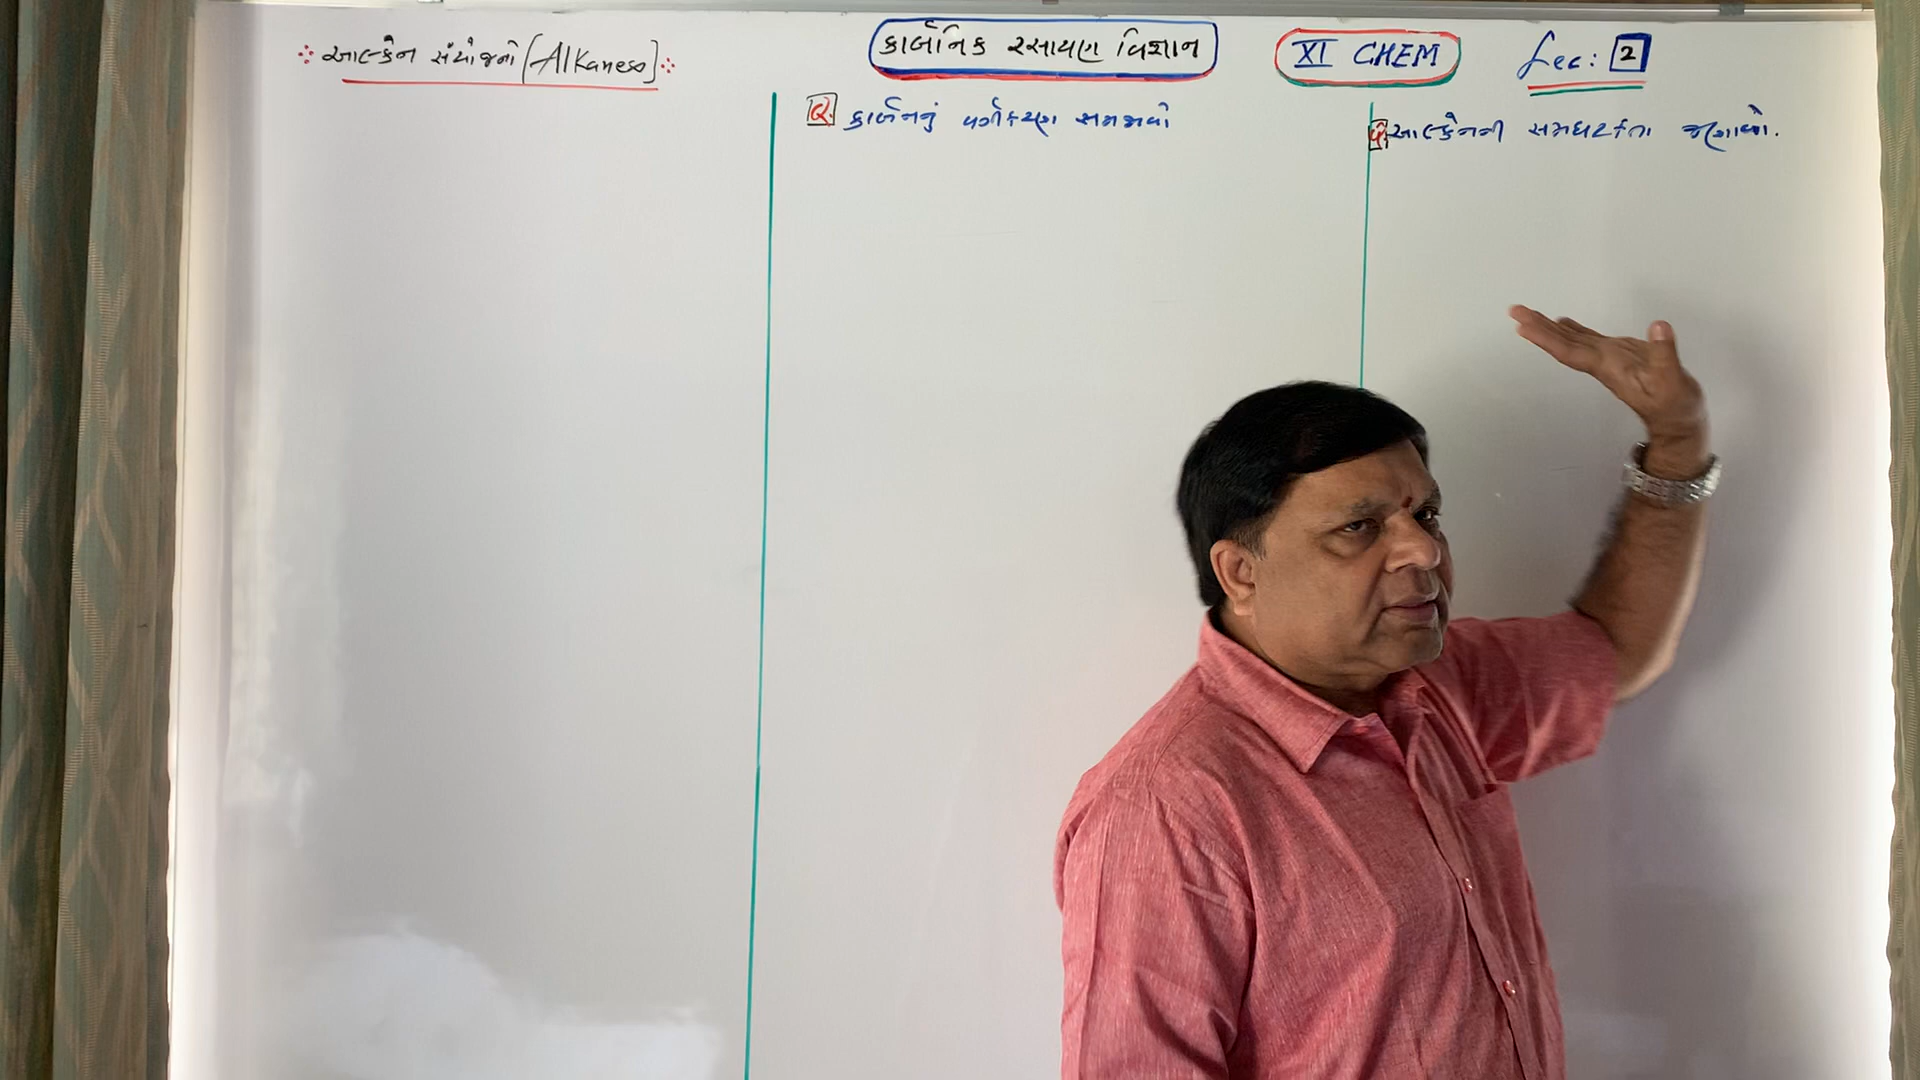 કાર્બનિક રસાયણ વિજ્ઞાન
XI CHEM
Lec: 2
આલ્કેન સંયોજનો (Alkanes)
Q. કાર્બનનું વર્ગીકરણ સમજાવો
Q. આલ્કેનની સમઘટકતા જણાવો.